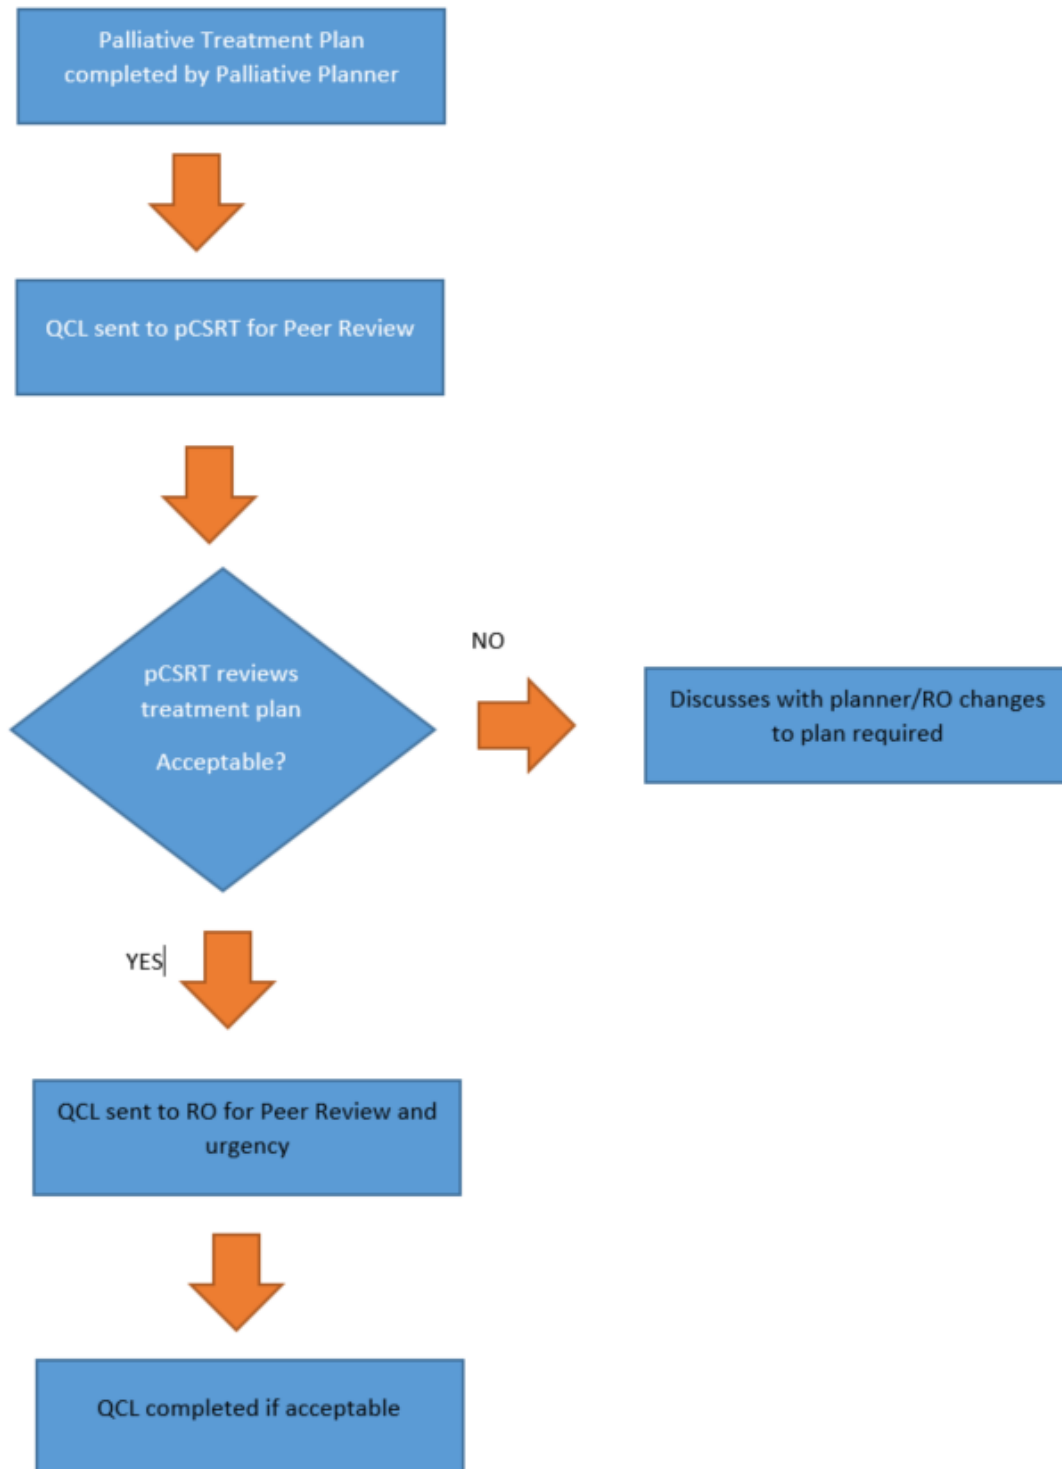 Palliative Treatment Plan
completed by Palliative Planner
QCL sent to pCSRT for Peer Review
pCSRT reviews
treatment plan
Acceptable?
NO
Discusses with planner/RO changes
to plan required
YES
QCL sent to RO for Peer Review and
urgency
QCL completed if acceptable